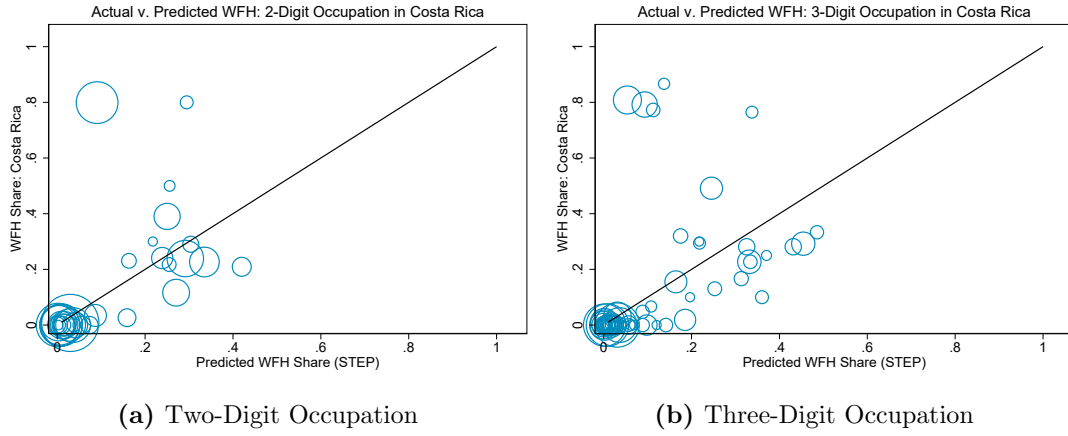 Actual v. Predicted WFH: 2-Digit Occupation in Costa Rica
WFH Share: Costa Rica
1
.8
.6
.4
.2
0
0 .2 .4 .6 .8 1
Predicted WFH Share (STEP)
(a) Two-Digit Occupation
Actual v. Predicted WFH: 3-Digit Occupation in Costa Rica
WFH Share: Costa Rica
1
.8
.6
.4
.2
0
0 .2 .4 .6 .8 1
Predicted WFH Share (STEP)
(b) Three-Digit Occupation